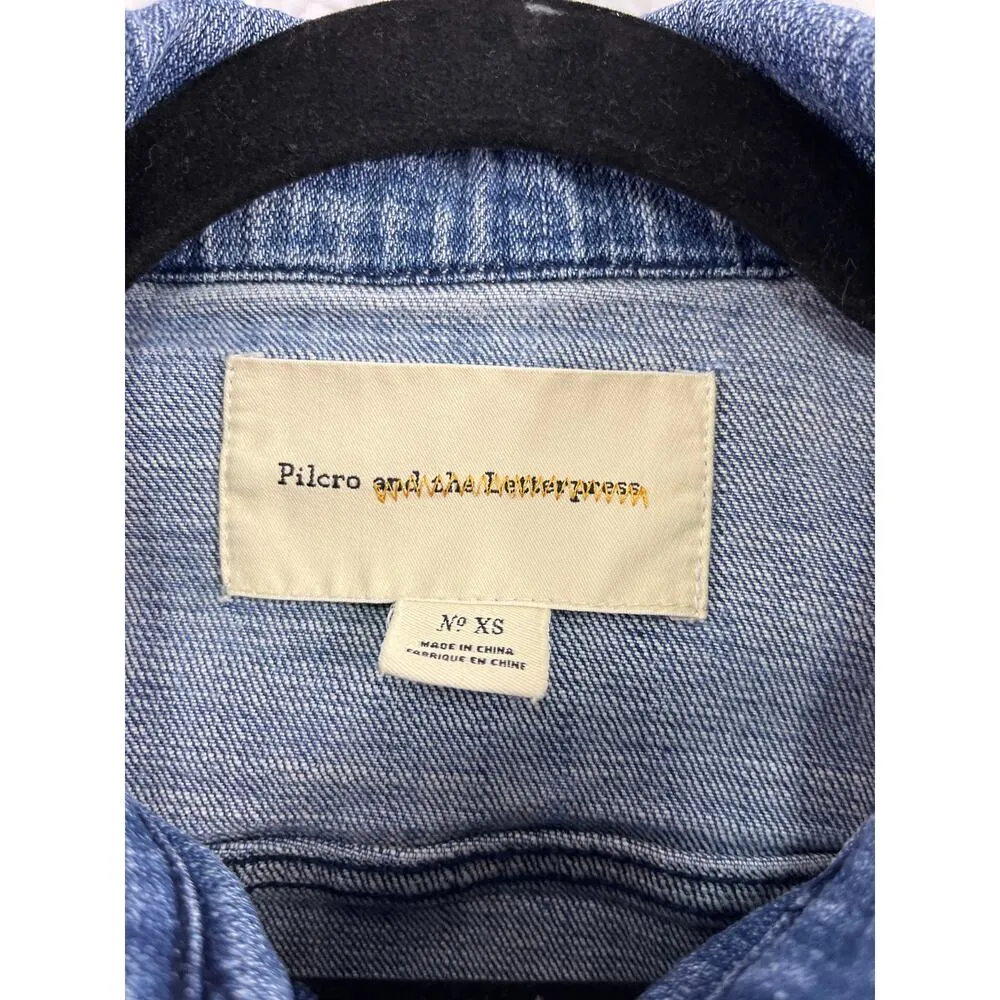 Pilcro and the Letterpress
Nº XS
MADE IN CHINA
FABRIQUE EN CHINE